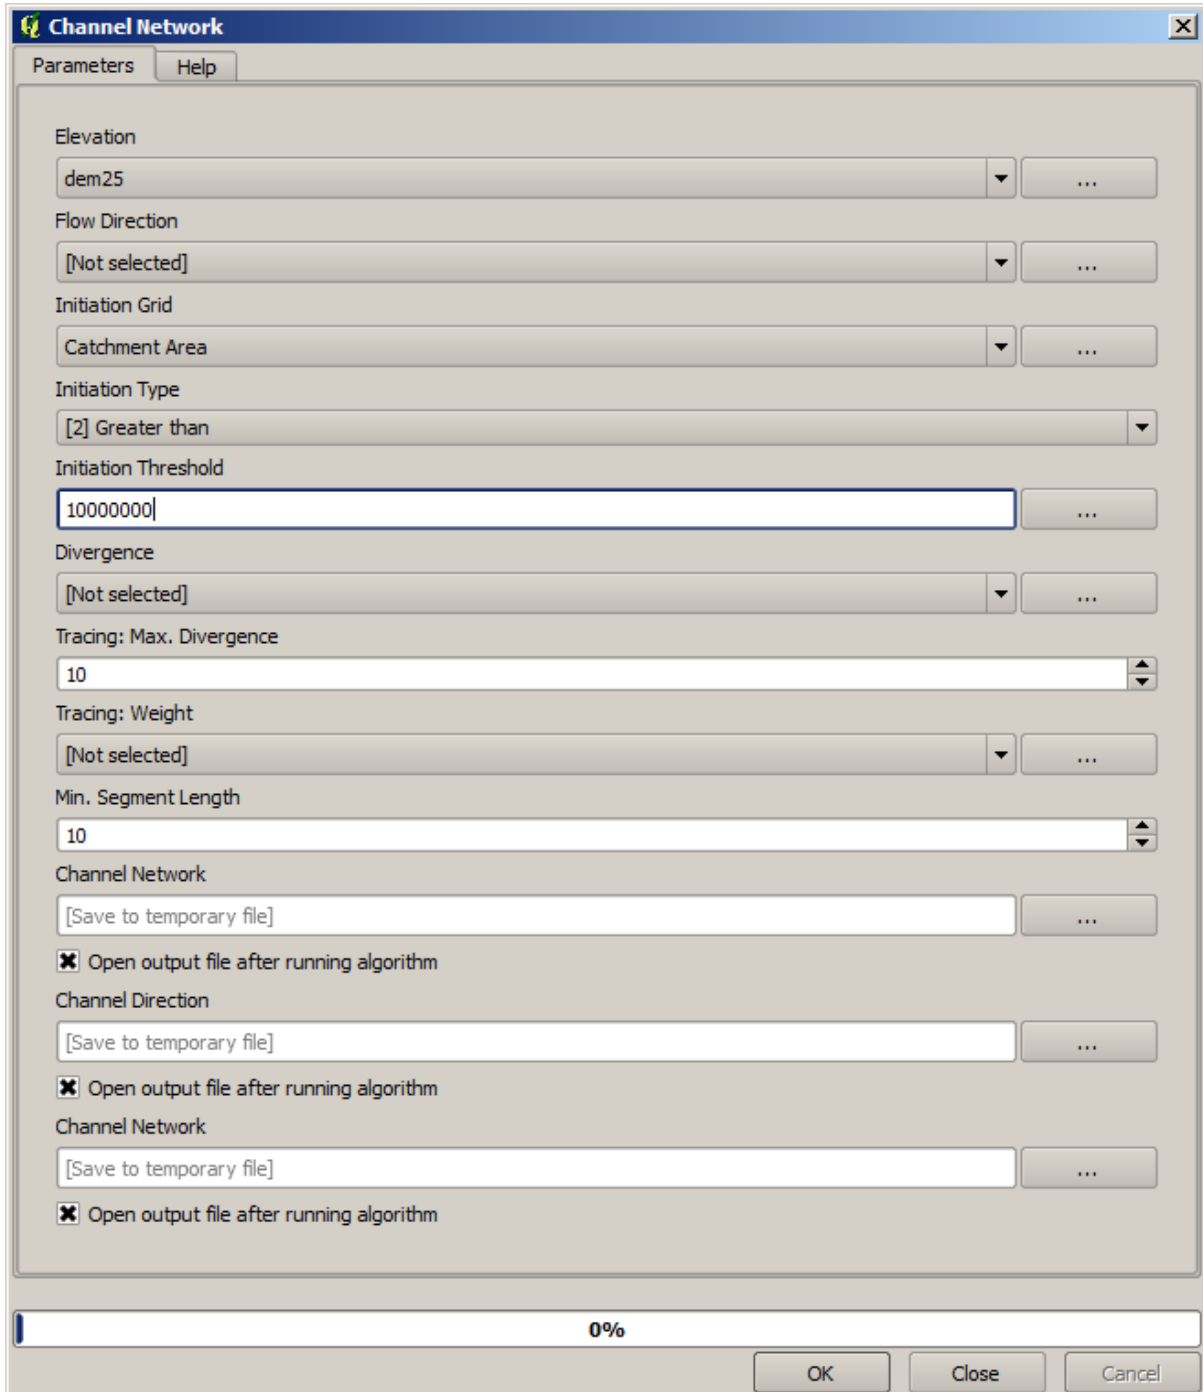 Channel Network
Parameters Help
Elevation
dem25 ...
Flow Direction
[Not selected] ...
Initiation Grid
Catchment Area ...
Initiation Type
[2] Greater than
Initiation Threshold
10000000 ...
Divergence
[Not selected] ...
Tracing: Max. Divergence
10
Tracing: Weight
[Not selected] ...
Min. Segment Length
10
Channel Network
[Save to temporary file] ...
Open output file after running algorithm
Channel Direction
[Save to temporary file] ...
Open output file after running algorithm
Channel Network
[Save to temporary file] ...
Open output file after running algorithm
0%
OK Close Cancel